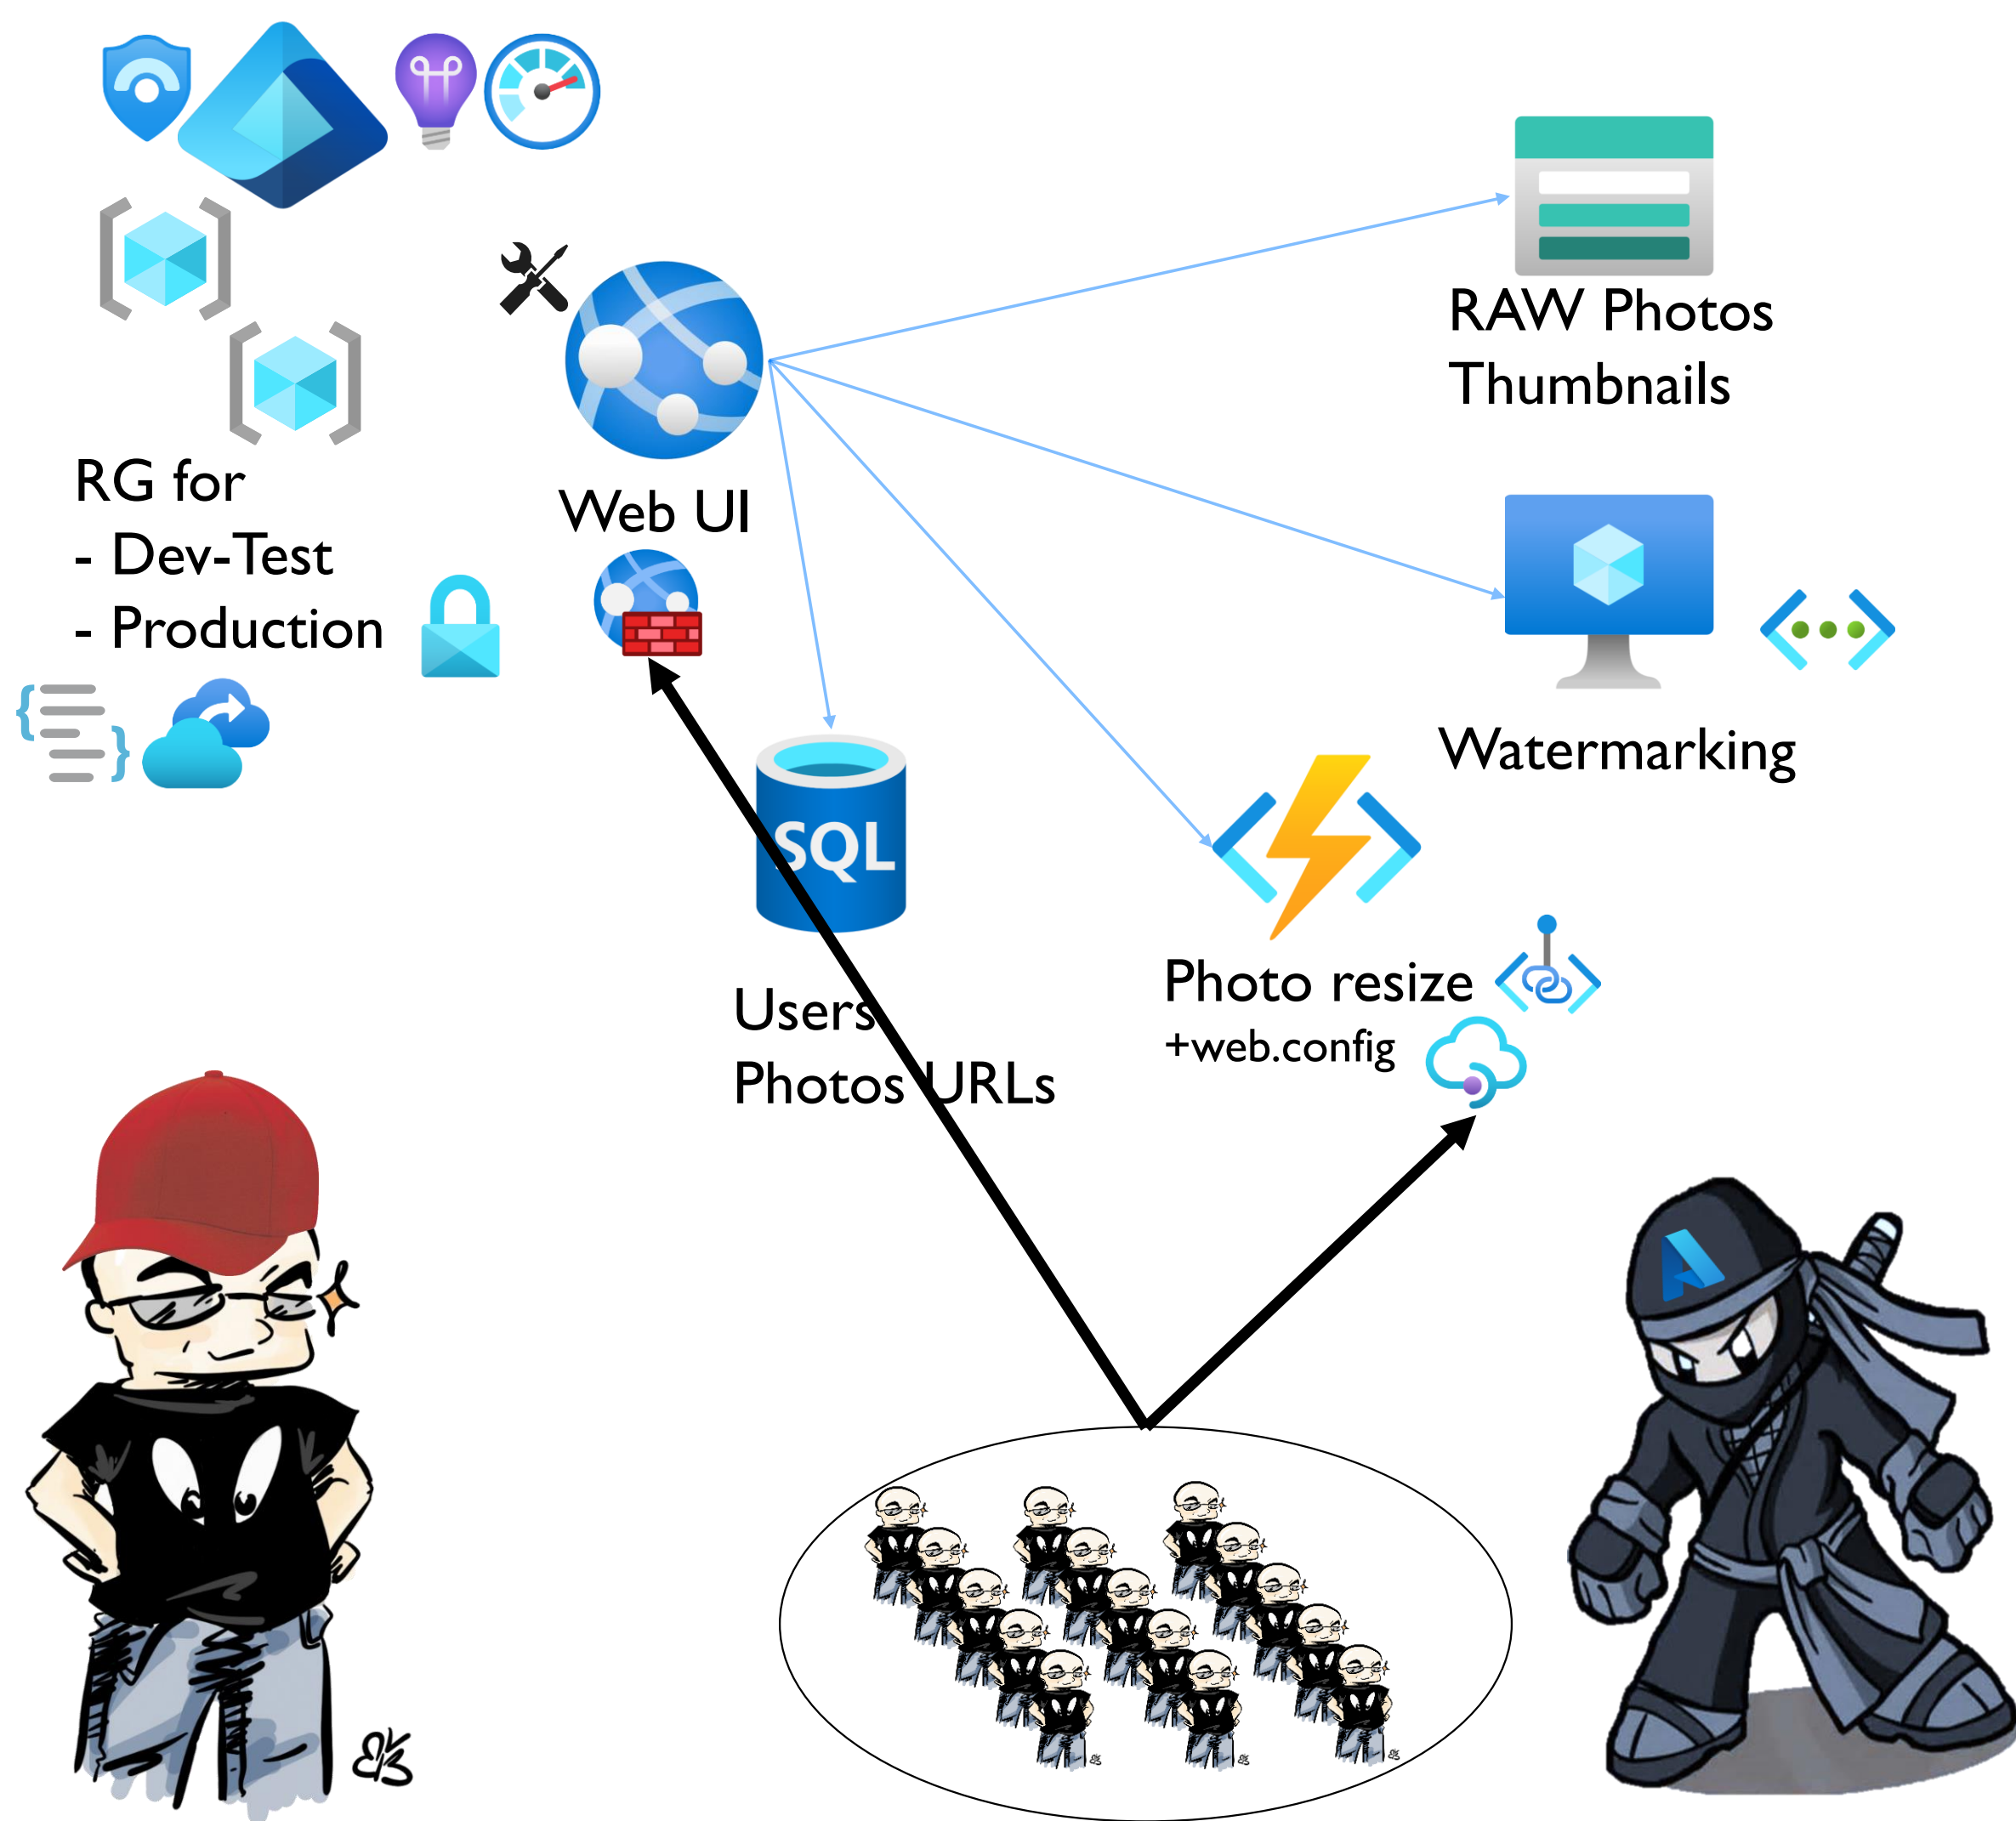 RAW Photos
Thumbnails
RG for
- Dev-Test
- Production
Web UI
Watermarking
SQL
Users
Photos URLs
Photo resize
+web.config